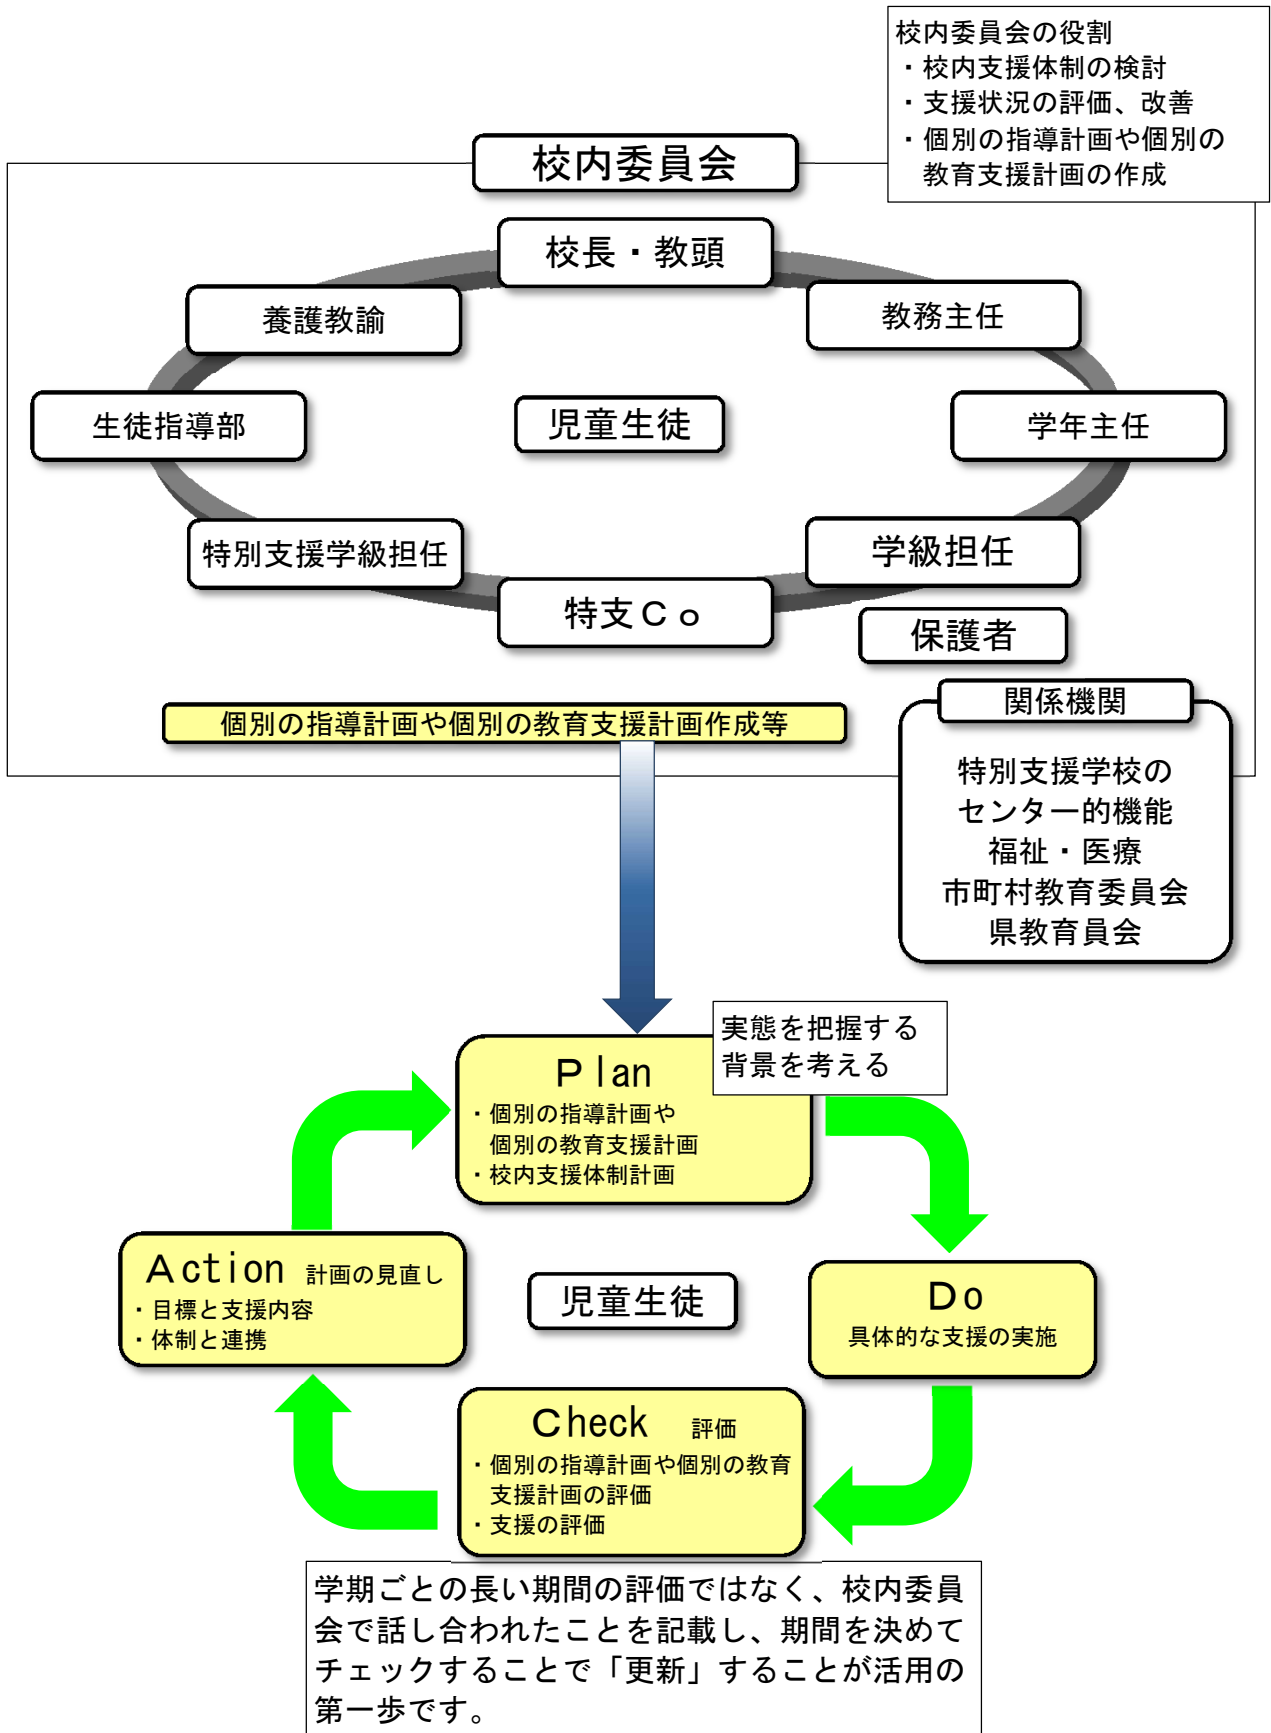 校内委員会の役割
・校内支援体制の検討
・支援状況の評価、改善
・個別の指導計画や個別の
教育支援計画の作成
校内委員会
校長・教頭
養護教諭
教務主任
生徒指導部
児童生徒
学年主任
特別支援学級担任
学級担任
特支Ｃｏ
保護者
個別の指導計画や個別の教育支援計画作成等
関係機関
特別支援学校の
センター的機能
福祉・医療
市町村教育委員会
県教育員会
実態を把握する
背景を考える
Ｐlan
・個別の指導計画や
個別の教育支援計画
・校内支援体制計画
Ａction 計画の見直し
・目標と支援内容
・体制と連携
児童生徒
Ｄo
具体的な支援の実施
Ｃheck 評価
・個別の指導計画や個別の教育
支援計画の評価
・支援の評価
学期ごとの長い期間の評価ではなく、校内委員
会で話し合われたことを記載し、期間を決めて
チェックすることで「更新」することが活用の
第一歩です。